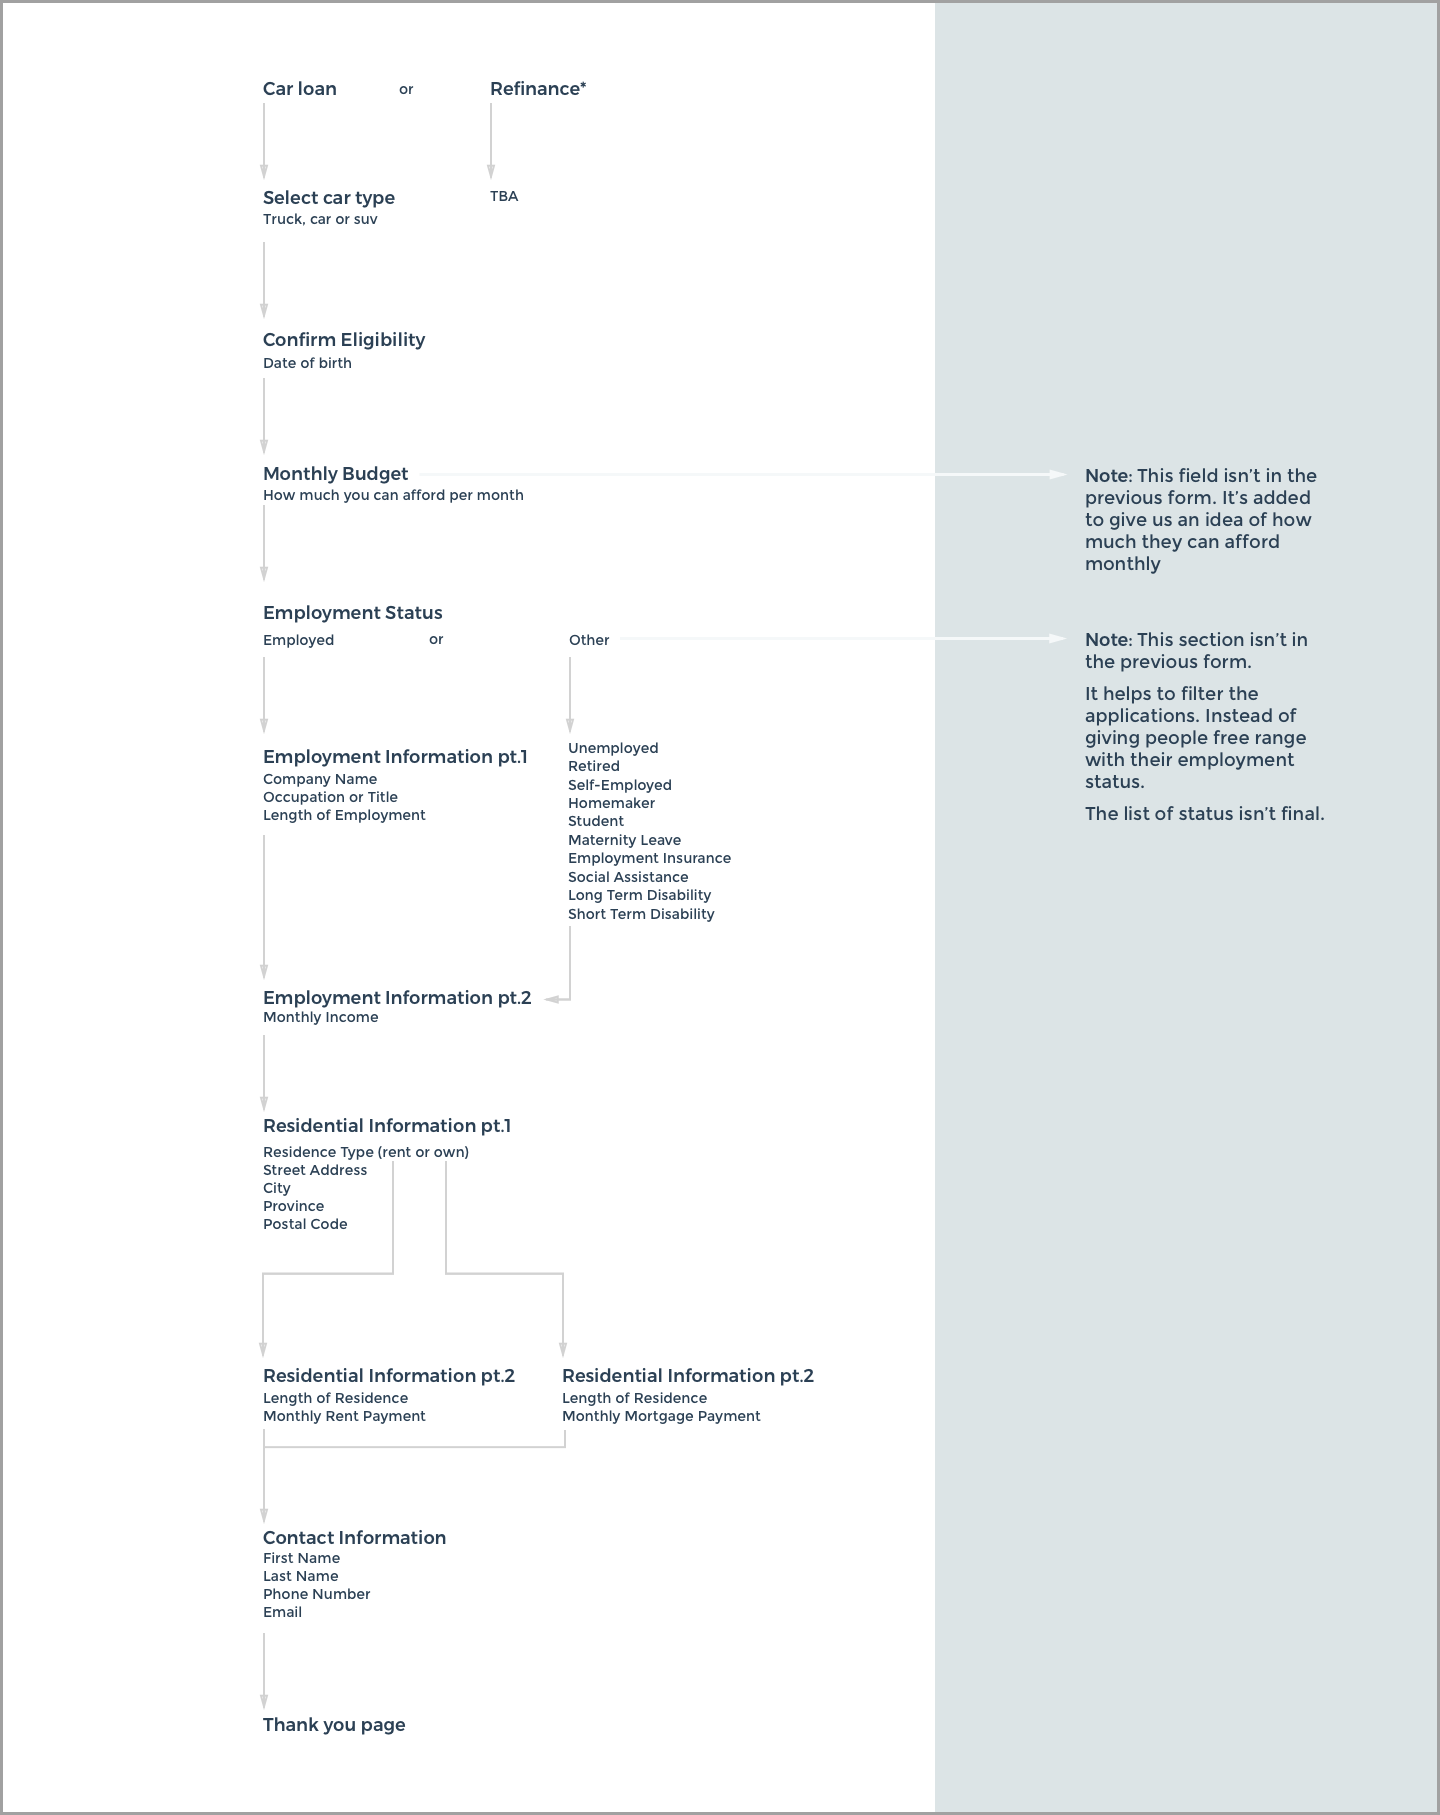 Car loan or Refinance*
Select car type
Truck, car or suv
TBA
Confirm Eligibility
Date of birth
Monthly Budget
How much you can afford per month
Note: This field isn’t in the
previous form. It’s added
to give us an idea of how
much they can afford
monthly
Employment Status
Employed or Other
Note: This section isn’t in
the previous form.
It helps to filter the
applications. Instead of
giving people free range
with their employment
status.
The list of status isn’t final.
Employment Information pt.1
Company Name
Occupation or Title
Length of Employment
Unemployed
Retired
Self-Employed
Homemaker
Student
Maternity Leave
Employment Insurance
Social Assistance
Long Term Disability
Short Term Disability
Employment Information pt.2
Monthly Income
Residential Information pt.1
Residence Type (rent or own)
Street Address
City
Province
Postal Code
Residential Information pt.2
Length of Residence
Monthly Rent Payment
Residential Information pt.2
Length of Residence
Monthly Mortgage Payment
Contact Information
First Name
Last Name
Phone Number
Email
Thank you page